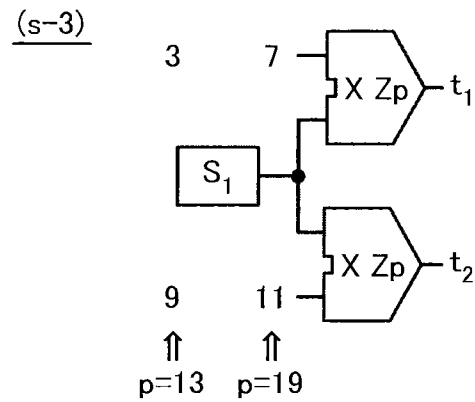 (s-3)
3 7
X Zp
t1
S1
X Zp
t2
9 11
⇑ ⇑
p=13 p=19